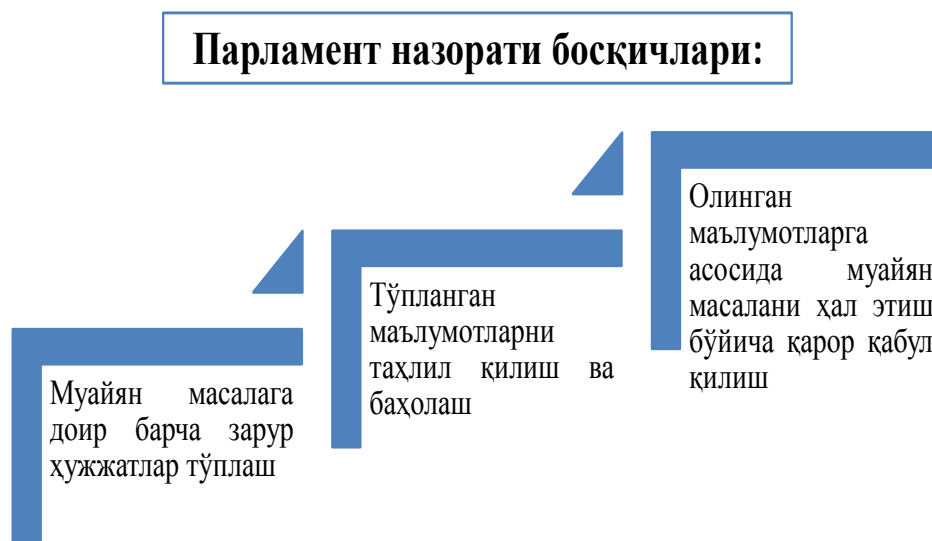 Парламент назорати босқичлари:
Муайян масалага
доир барча зарур
ҳужжатлар тўплаш
Тўпланган
маълумотларни
таҳлил қилиш ва
баҳолаш
Олинган
маълумотларга
асосида муайян
масалани ҳал этиш
бўйича қарор қабул
қилиш